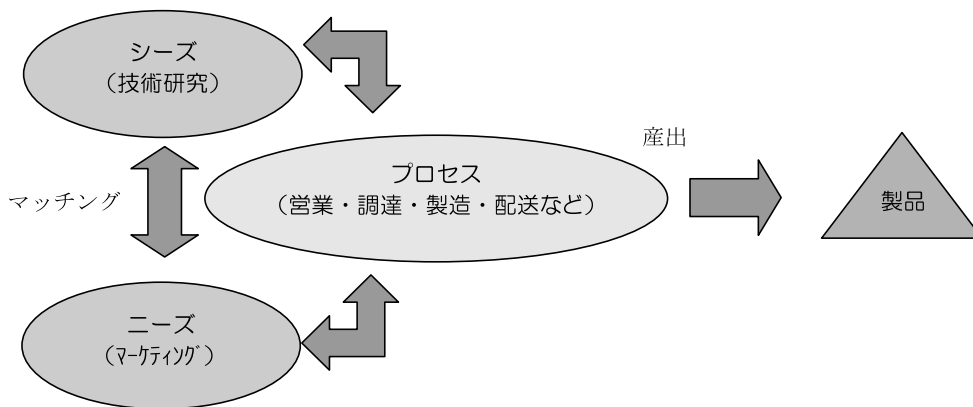 シーズ
（技術研究）
産出
プロセス
（営業・調達・製造・配送など）
マッチング
製品
ニーズ
（ﾏｰｹﾃｨﾝｸﾞ）